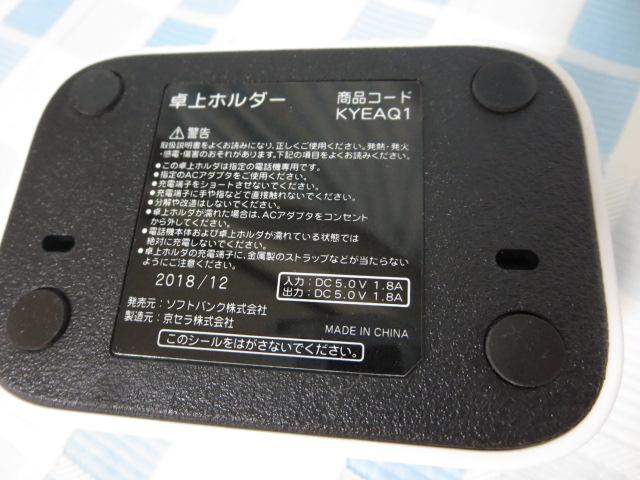 卓上ホルダー 商品コード
KYEAQ1
⚠警告
取扱説明書をよくお読みになり、正しくご使用ください。発熱・発火
・感電・傷害のおそれがあります。下記の項目をよくお読みください。
●この卓上ホルダは指定の電話機専用です。
●指定のACアダプタをご使用ください。
●充電端子をショートさせないでください。
●充電端子に手や指などで直接触れないでください。
●分解や改造はしないでください。
●卓上ホルダが濡れた場合は、ACアダプタをコンセント
から外してください。
●電話機本体および卓上ホルダが濡れている状態では
絶対に充電しないでください。
●卓上ホルダの充電端子に、金属製のストラップなどが当たらない
ようにご注意ください。
2018/12
入力:DC5.0V 1.8A
出力:DC5.0V 1.8A
発売元:ソフトバンク株式会社
製造元:京セラ株式会社
MADE IN CHINA
このシールをはがさないでください。